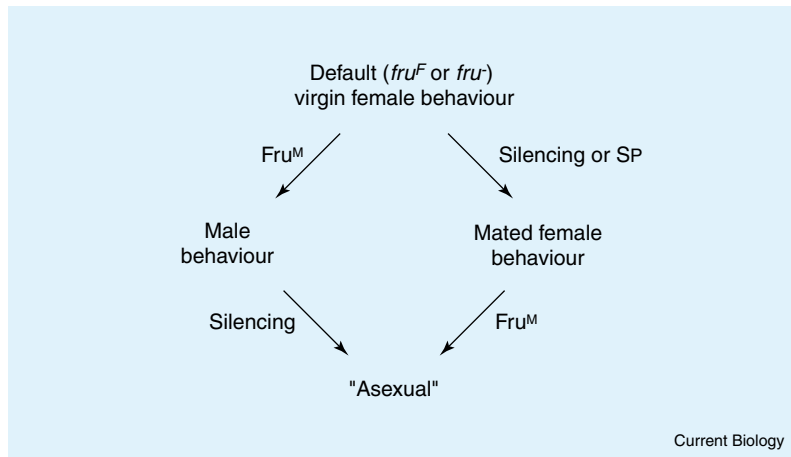 Default (fruF or fru-)
virgin female behaviour
FruM
Silencing or SP
Male
behaviour
Mated female
behaviour
Silencing
FruM
"Asexual"
Current Biology